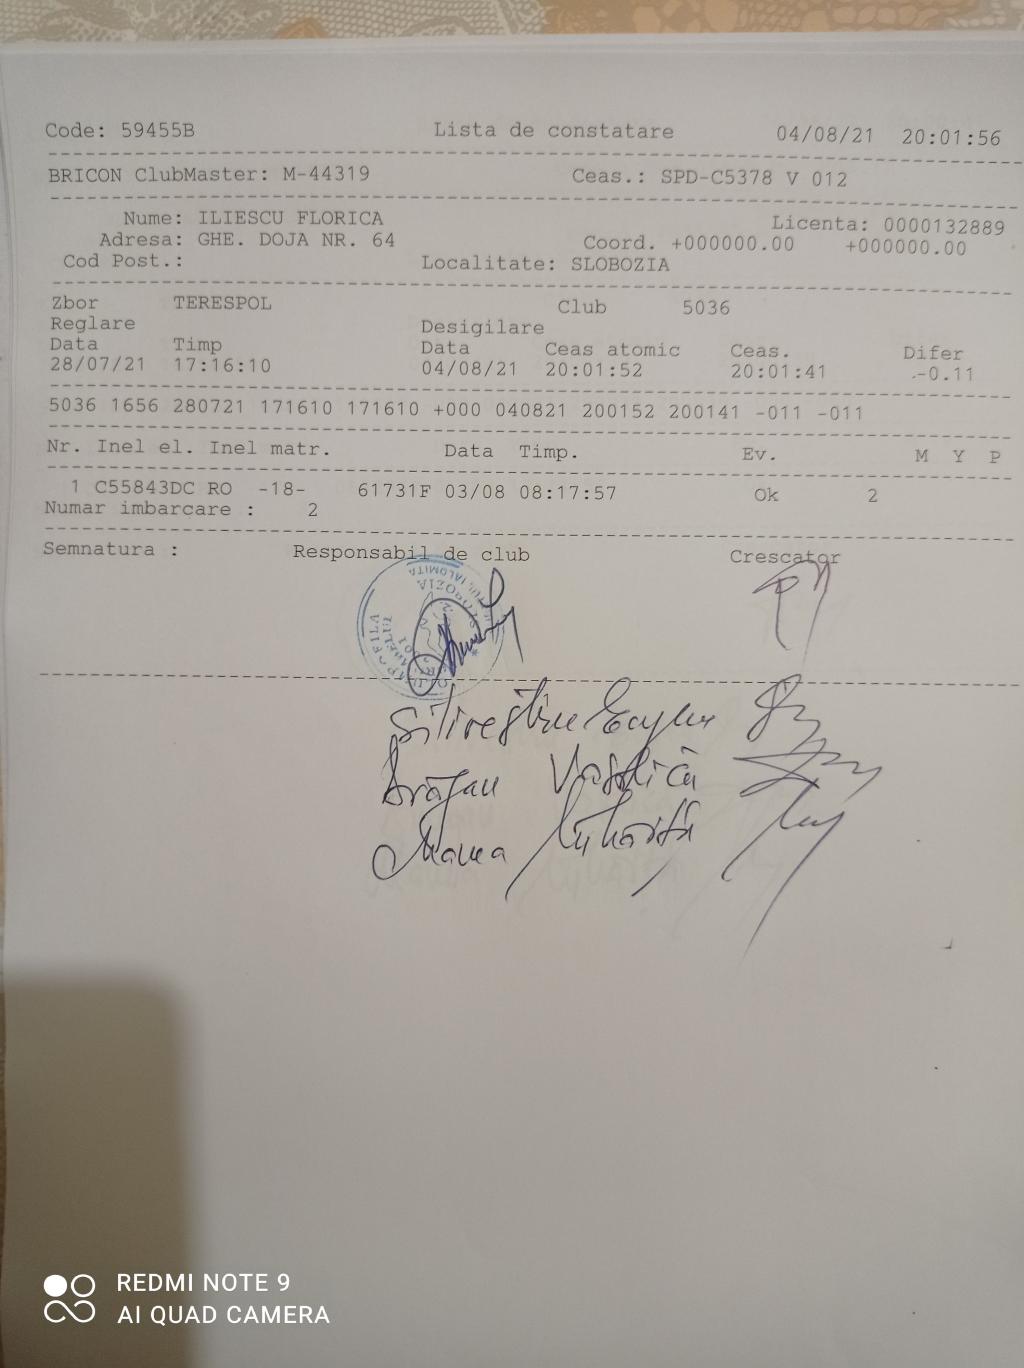 Code: 59455B Lista de constatare 04/08/21 20:01:56
BRICON ClubMaster: M-44319 Ceas.: SPD-C5378 V 012
Nume: ILIESCU FLORICA Licenta: 0000132889
Adresa: GHE. DOJA NR. 64 Coord. +000000.00 +000000.00
Cod Post.: Localitate: SLOBOZIA
Zbor TERESPOL Club 5036
Reglare Desigilare
Data Timp Data Ceas atomic Ceas. Difer
28/07/21 17:16:10 04/08/21 20:01:52 20:01:41 -0.11
5036 1656 280721 171610 171610 +000 040821 200152 200141 -011 -011
Nr. Inel el. Inel matr. Data Timp. Ev. M Y P
1 C55843DC RO -18- 61731F 03/08 08:17:57 Ok 2
Numar imbarcare : 2
Semnatura : Responsabil de club Crescator
SLOBOZIA
IALOMITA
Drăgan Vasilică
REDMI NOTE 9
AI QUAD CAMERA